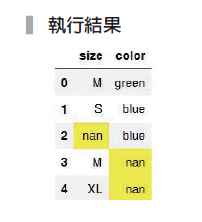 執行結果
size color
0 M green
1 S blue
2 nan blue
3 M nan
4 XL nan